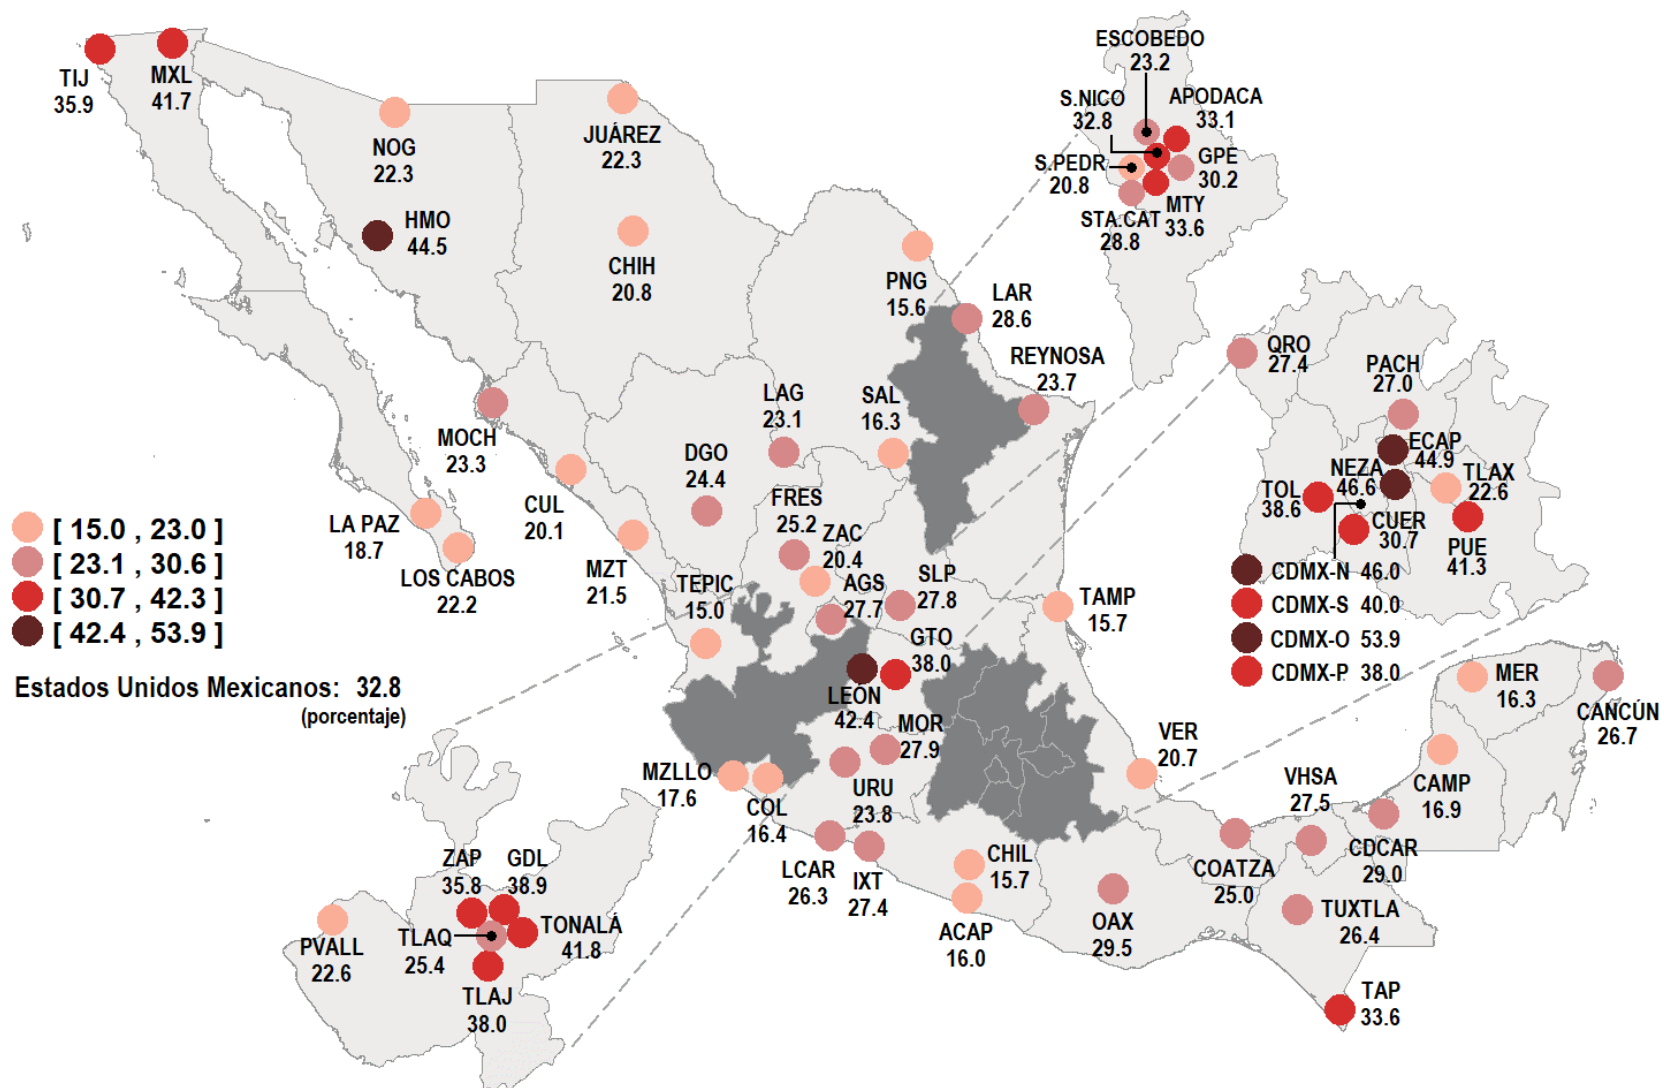 TIJ
35.9
MXL
41.7
NOG
22.3
HMO
44.5
JUÁREZ
22.3
CHIH
20.8
PNG
15.6
LAR
28.6
REYNOSA
23.7
LAG
23.1
SAL
16.3
MOCH
23.3
DGO
24.4
CUL
20.1
FRES
25.2
ZAC
20.4
LA PAZ
18.7
LOS CABOS
22.2
MZT
21.5
TEPIC
15.0
AGS
27.7
SLP
27.8
TAMP
15.7
GTO
38.0
LEÓN
42.4
MOR
27.9
URU
23.8
MZLLO
17.6
COL
16.4
LCAR
26.3
IXT
27.4
CHIL
15.7
ACAP
16.0
OAX
29.5
VER
20.7
COATZA
25.0
VHSA
27.5
CDCAR
29.0
TUXTLA
26.4
TAP
33.6
CAMP
16.9
MER
16.3
CANCÚN
26.7
ESCOBEDO
23.2
S.NICO
32.8
APODACA
33.1
S.PEDR
20.8
GPE
30.2
STA.CAT
28.8
MTY
33.6
QRO
27.4
PACH
27.0
ECAP
44.9
NEZA
46.6
TLAX
22.6
TOL
38.6
CUER
30.7
PUE
41.3
CDMX-N 46.0
CDMX-S 40.0
CDMX-O 53.9
CDMX-P 38.0
[ 15.0 , 23.0 ]
[ 23.1 , 30.6 ]
[ 30.7 , 42.3 ]
[ 42.4 , 53.9 ]
Estados Unidos Mexicanos: 32.8
(porcentaje)
ZAP
35.8
GDL
38.9
TONALÁ
41.8
PVALL
22.6
TLAQ
25.4
TLAJ
38.0